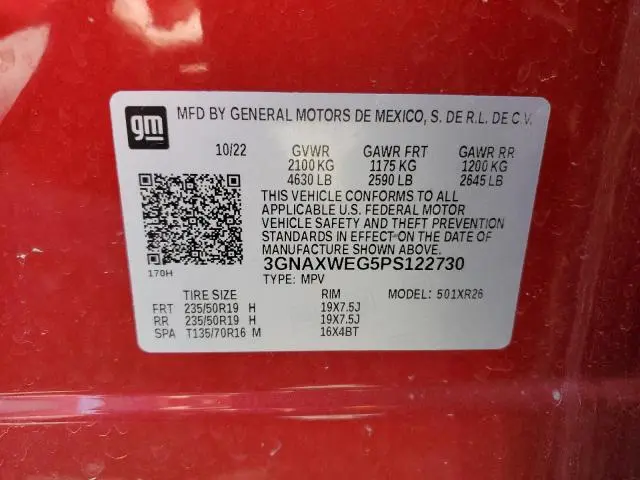 gm
MFD BY GENERAL MOTORS DE MEXICO, S. DE R.L. DE C.V.
10/22 GVWR GAWR FRT GAWR RR
2100 KG 1175 KG 1200 KG
4630 LB 2590 LB 2645 LB
THIS VEHICLE CONFORMS TO ALL
APPLICABLE U.S. FEDERAL MOTOR
VEHICLE SAFETY AND THEFT PREVENTION
STANDARDS IN EFFECT ON THE DATE OF
MANUFACTURE SHOWN ABOVE.
170H
3GNAXWEG5PS122730
TYPE: MPV
TIRE SIZE RIM MODEL: 501XR26
FRT 235/50R19 H 19X7.5J
RR 235/50R19 H 19X7.5J
SPA T135/70R16 M 16X4BT